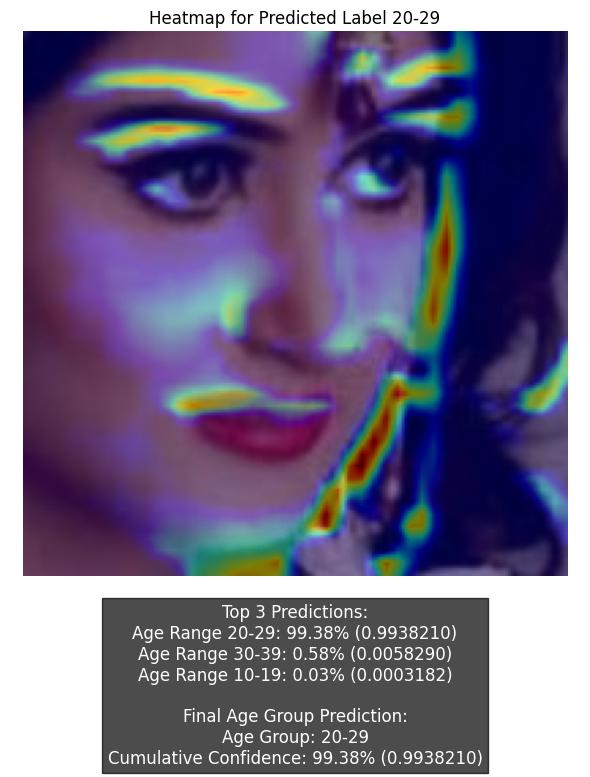 Heatmap for Predicted Label 20-29
Top 3 Predictions:
Age Range 20-29: 99.38% (0.9938210)
Age Range 30-39: 0.58% (0.0058290)
Age Range 10-19: 0.03% (0.0003182)
Final Age Group Prediction:
Age Group: 20-29
Cumulative Confidence: 99.38% (0.9938210)